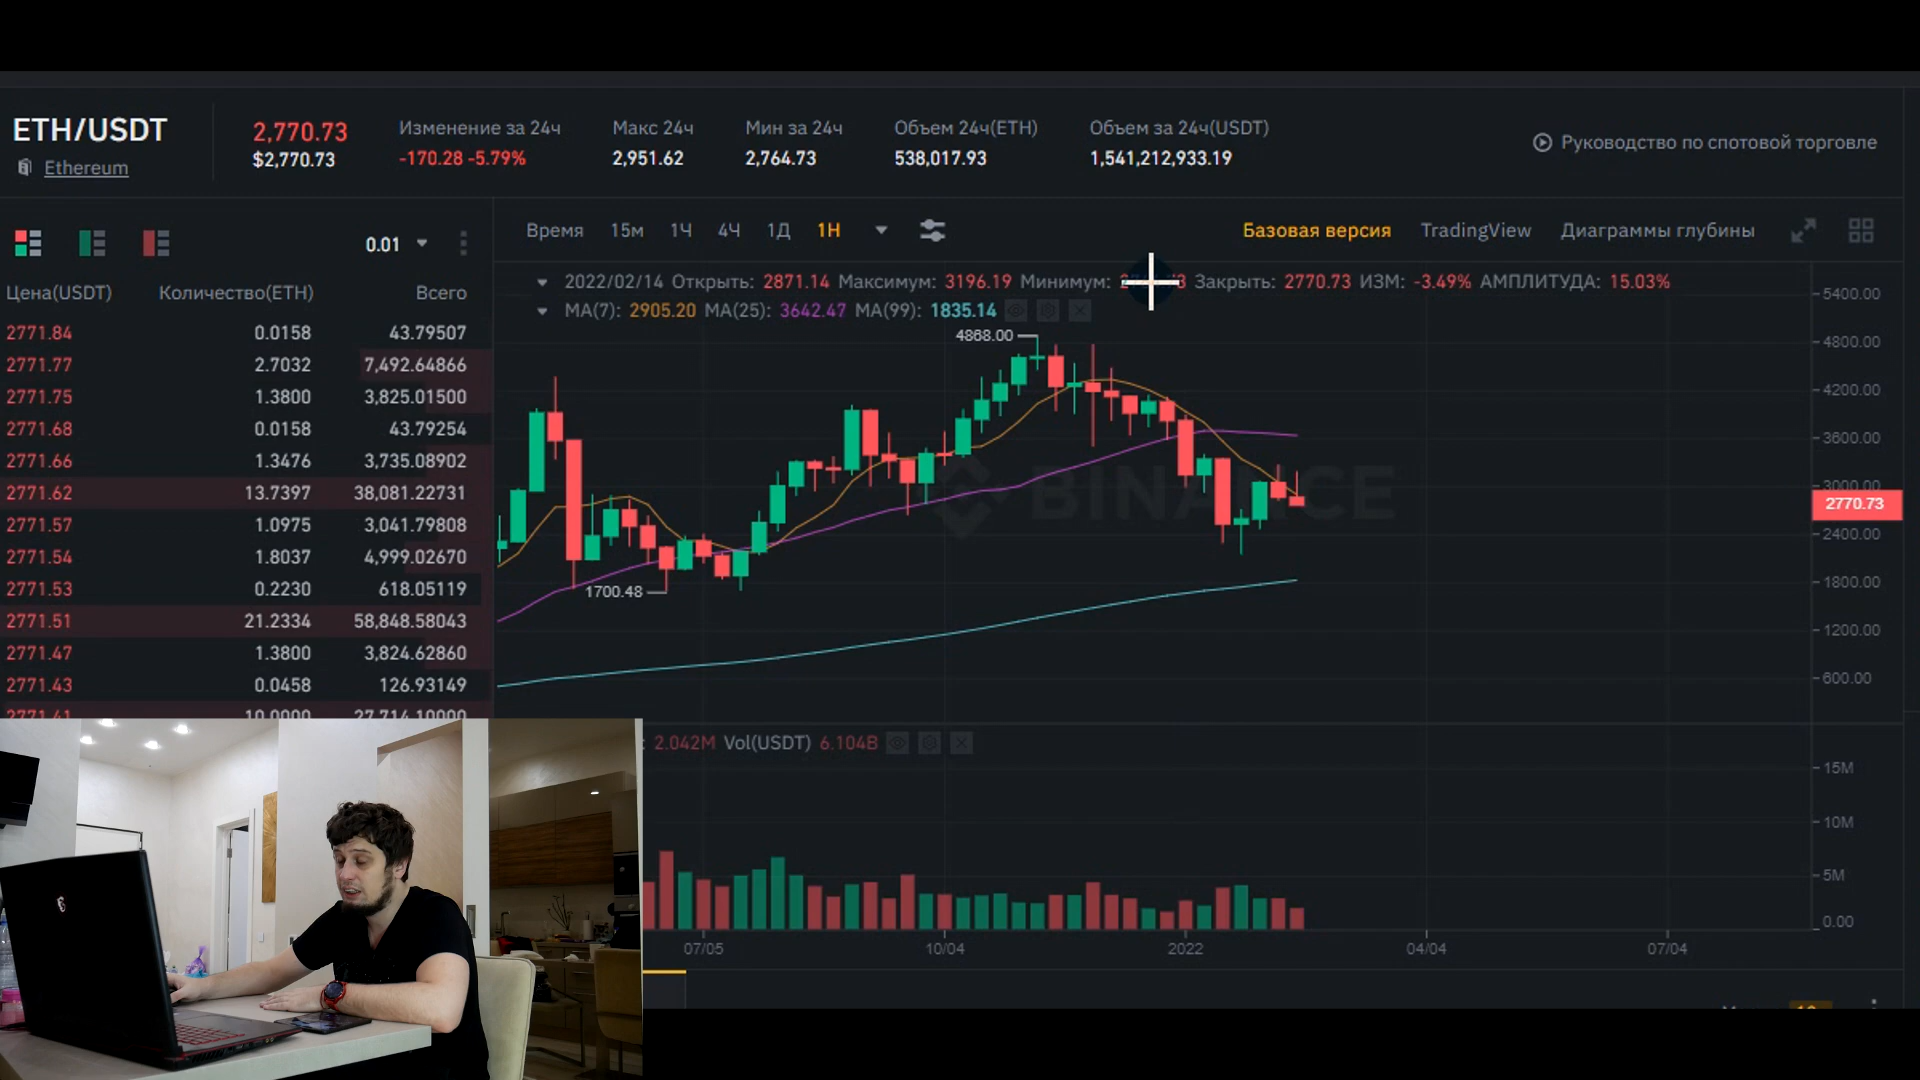 ETH/USDT
Ethereum
2,770.73
$2,770.73
Изменение за 24ч
-170.28 -5.79%
Макс 24ч
2,951.62
Мин за 24ч
2,764.73
Объем 24ч(ETH)
538,017.93
Объем за 24ч(USDT)
1,541,212,933.19
Руководство по спотовой торговле
0.01
Цена(USDT) Количество(ETH) Всего
2771.84 0.0158 43.79507
2771.77 2.7032 7,492.64866
2771.75 1.3800 3,825.01500
2771.68 0.0158 43.79254
2771.66 1.3476 3,735.08902
2771.62 13.7397 38,081.22731
2771.57 1.0975 3,041.79808
2771.54 1.8037 4,999.02670
2771.53 0.2230 618.05119
2771.51 21.2334 58,848.58043
2771.47 1.3800 3,824.62860
2771.43 0.0458 126.93149
2771.41 10.0000 27,714.10000
Время 15м 1Ч 4Ч 1Д 1Н
Базовая версия TradingView Диаграммы глубины
2022/02/14 Открыть: 2871.14 Максимум: 3196.19 Минимум: Закрыть: 2770.73 ИЗМ: -3.49% АМПЛИТУДА: 15.03%
MA(7): 2905.20 MA(25): 3642.47 MA(99): 1835.14
4868.00
1700.48
BINANCE
5400.00
4800.00
4200.00
3600.00
3000.00
2770.73
2400.00
1800.00
1200.00
600.00
: 2.042M Vol(USDT) 6.104B
15M
10M
5M
0.00
07/05 10/04 2022 04/04 07/04